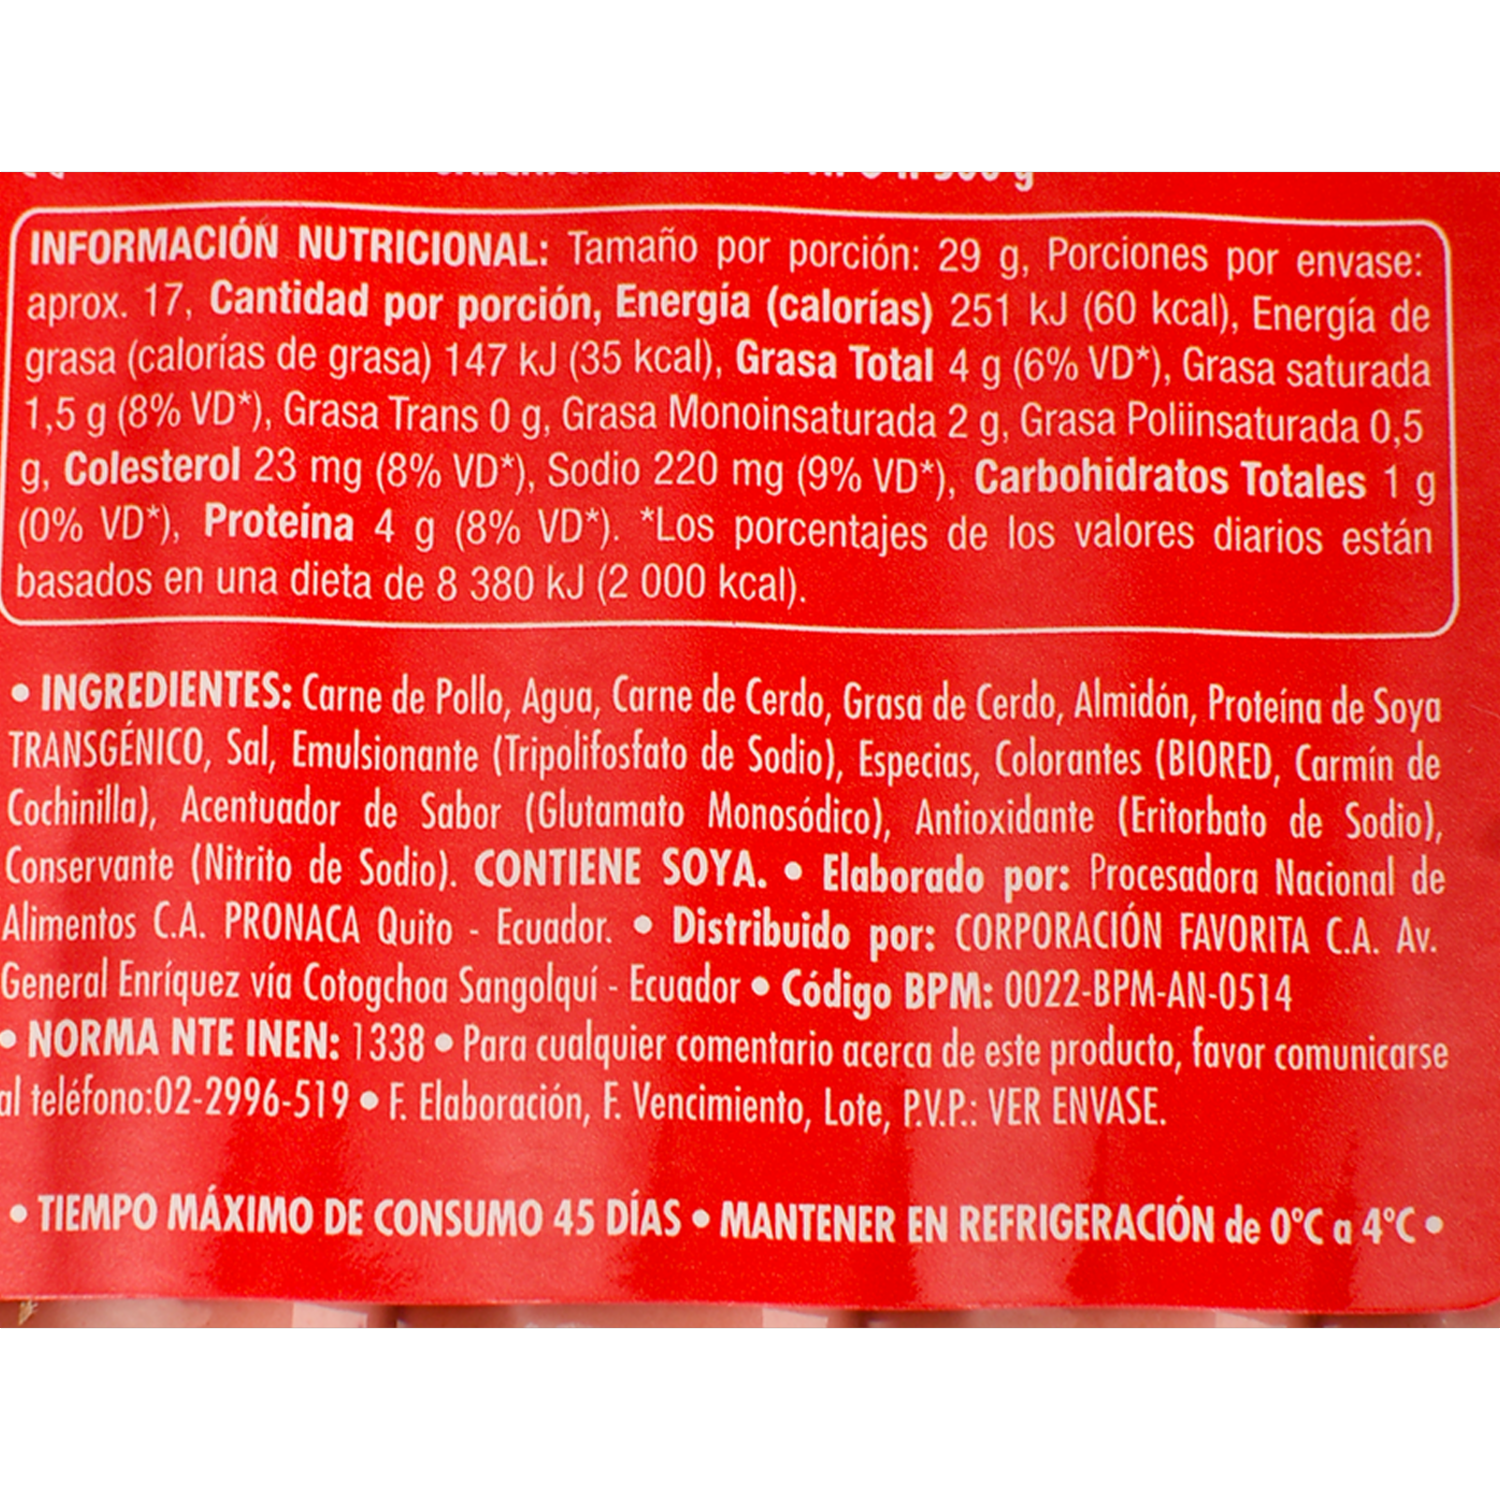 500 g
INFORMACIÓN NUTRICIONAL: Tamaño por porción: 29 g, Porciones por envase:
aprox. 17, Cantidad por porción, Energía (calorías) 251 kJ (60 kcal), Energía de
grasa (calorías de grasa) 147 kJ (35 kcal), Grasa Total 4 g (6% VD*), Grasa saturada
1,5 g (8% VD*), Grasa Trans 0 g, Grasa Monoinsaturada 2 g, Grasa Poliinsaturada 0,5
g, Colesterol 23 mg (8% VD*), Sodio 220 mg (9% VD*), Carbohidratos Totales 1 g
(0% VD*), Proteína 4 g (8% VD*). *Los porcentajes de los valores diarios están
basados en una dieta de 8 380 kJ (2 000 kcal).
• INGREDIENTES: Carne de Pollo, Agua, Carne de Cerdo, Grasa de Cerdo, Almidón, Proteína de Soya
TRANSGÉNICO, Sal, Emulsionante (Tripolifosfato de Sodio), Especias, Colorantes (BIORED, Carmín de
Cochinilla), Acentuador de Sabor (Glutamato Monosódico), Antioxidante (Eritorbato de Sodio),
Conservante (Nitrito de Sodio). CONTIENE SOYA. • Elaborado por: Procesadora Nacional de
Alimentos C.A. PRONACA Quito - Ecuador. • Distribuido por: CORPORACIÓN FAVORITA C.A. Av.
General Enríquez vía Cotogchoa Sangolquí - Ecuador • Código BPM: 0022-BPM-AN-0514
• NORMA NTE INEN: 1338 • Para cualquier comentario acerca de este producto, favor comunicarse
al teléfono:02-2996-519 • F. Elaboración, F. Vencimiento, Lote, P.V.P.: VER ENVASE.
• TIEMPO MÁXIMO DE CONSUMO 45 DÍAS • MANTENER EN REFRIGERACIÓN de 0°C a 4°C •